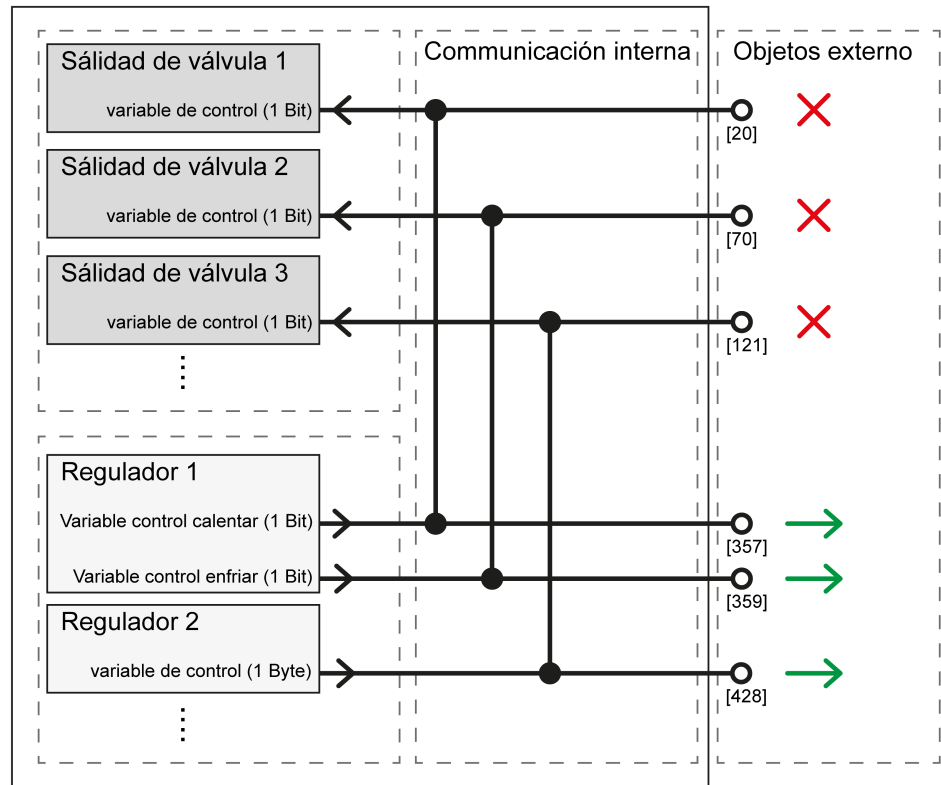 Sálidad de válvula 1
variable de control (1 Bit)
Sálidad de válvula 2
variable de control (1 Bit)
Sálidad de válvula 3
variable de control (1 Bit)
Regulador 1
Variable control calentar (1 Bit)
Variable control enfriar (1 Bit)
Regulador 2
variable de control (1 Byte)
Communicación interna
Objetos externo
[20]
[70]
[121]
[357]
[359]
[428]